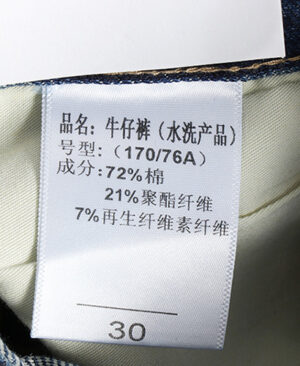 品名：牛仔裤（水洗产品）
号型：（170/76A）
成分：72%棉
21%聚酯纤维
7%再生纤维素纤维
30